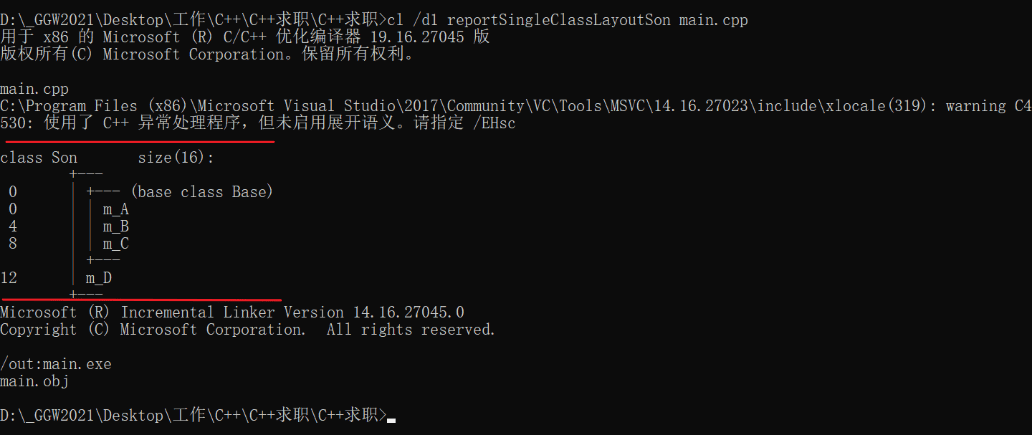 D:\_GGW2021\Desktop\工作\C++\C++求职\C++求职>cl /d1 reportSingleClassLayoutSon main.cpp
用于 x86 的 Microsoft (R) C/C++ 优化编译器 19.16.27045 版
版权所有(C) Microsoft Corporation。保留所有权利。
main.cpp
C:\Program Files (x86)\Microsoft Visual Studio\2017\Community\VC\Tools\MSVC\14.16.27023\include\xlocale(319): warning C4
530: 使用了 C++ 异常处理程序，但未启用展开语义。请指定 /EHsc
class Son       size(16):
        +---
 0      | +--- (base class Base)
 0      | | m_A
 4      | | m_B
 8      | | m_C
        | +---
12      | m_D
        +---
Microsoft (R) Incremental Linker Version 14.16.27045.0
Copyright (C) Microsoft Corporation.  All rights reserved.
/out:main.exe
main.obj
D:\_GGW2021\Desktop\工作\C++\C++求职\C++求职>